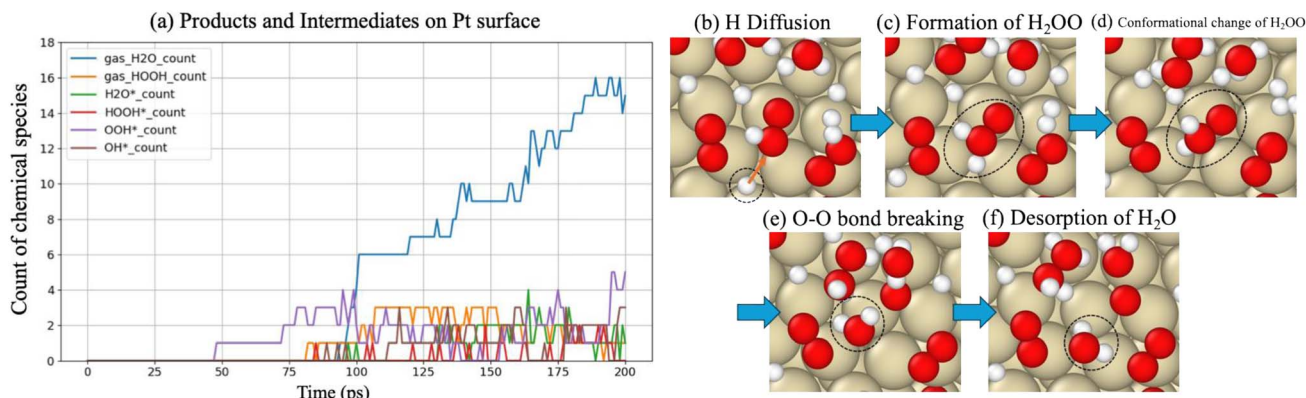 (a) Products and Intermediates on Pt surface
Count of chemical species
18
16
14
12
10
8
6
4
2
0
gas_H2O_count
gas_HOOH_count
H2O*_count
HOOH*_count
OOH*_count
OH*_count
0
25
50
75
100
125
150
175
200
Time (ps)
(b) H Diffusion
(c) Formation of H₂OO
(d) Conformational change of H₂OO
(e) O-O bond breaking
(f) Desorption of H₂O